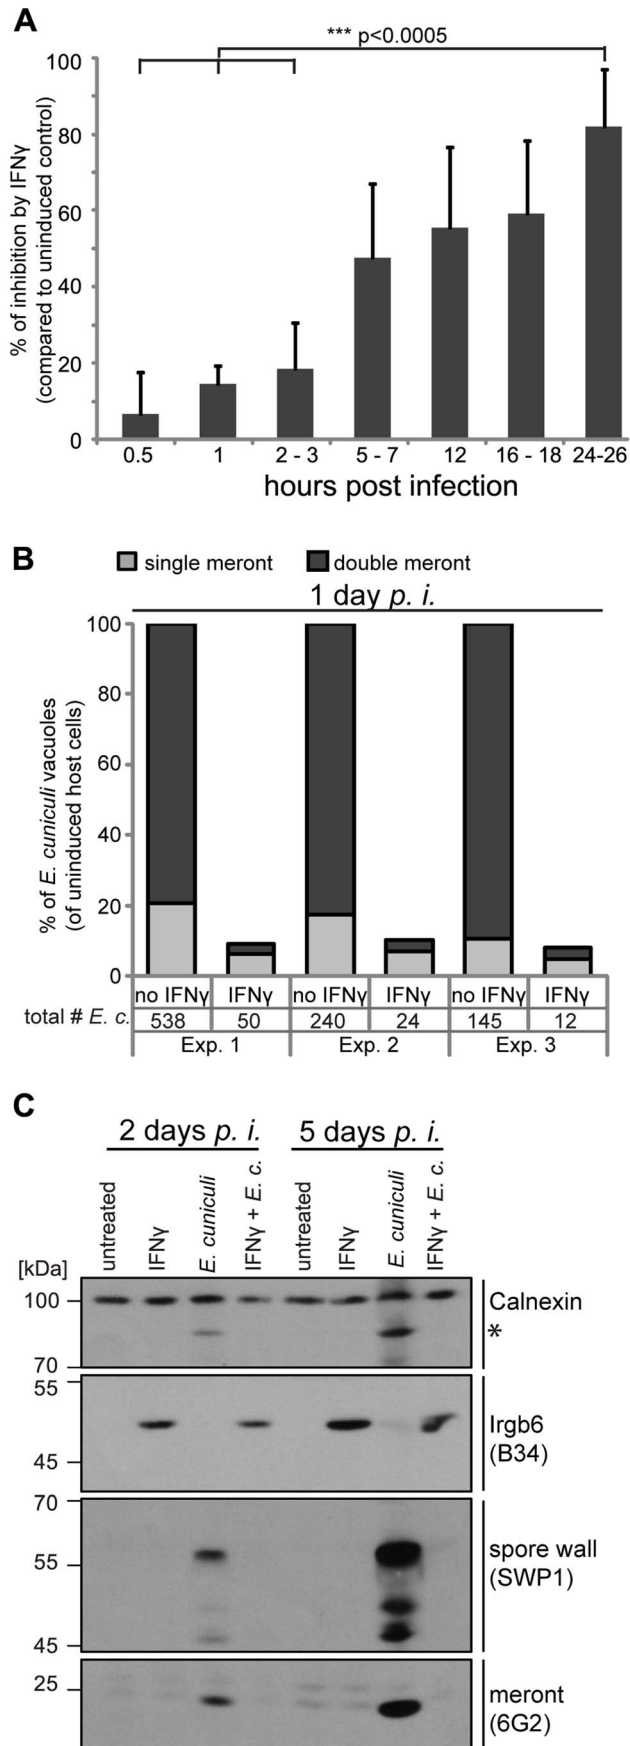 A
*** p<0.0005
% of inhibition by IFNγ
(compared to uninduced control)
100
80
60
40
20
0
0.5 1 2 - 3 5 - 7 12 16 - 18 24-26
hours post infection
B
single meront double meront
1 day p. i.
% of E. cuniculi vacuoles
(of uninduced host cells)
100
80
60
40
20
0
no IFNγ IFNγ no IFNγ IFNγ no IFNγ IFNγ
total # E. c. 538 50 240 24 145 12
Exp. 1 Exp. 2 Exp. 3
C
2 days p. i. 5 days p. i.
untreated IFNγ E. cuniculi IFNγ + E. c. untreated IFNγ E. cuniculi IFNγ + E. c.
[kDa]
100 Calnexin
*
70
55
Irgb6
45 (B34)
70
spore wall
55 (SWP1)
45
25
meront
(6G2)